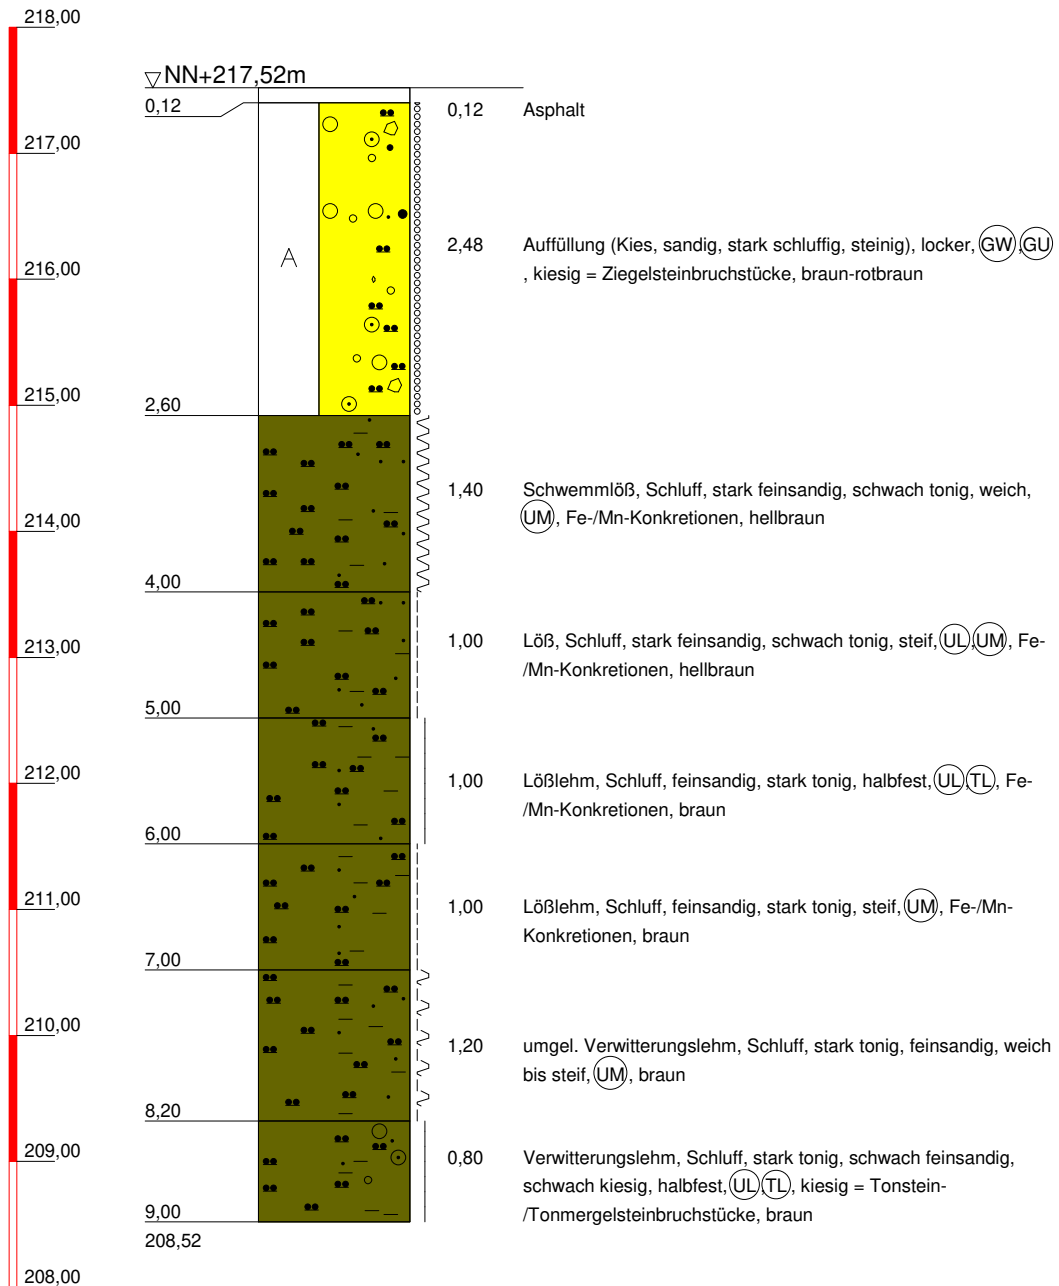 218,00
NN+217,52m
0,12
0,12 Asphalt
217,00
2,48 Auffüllung (Kies, sandig, stark schluffig, steinig), locker, GW, GU
, kiesig = Ziegelsteinbruchstücke, braun-rotbraun
A
216,00
215,00
2,60
1,40 Schwemmlöß, Schluff, stark feinsandig, schwach tonig, weich,
UM, Fe-/Mn-Konkretionen, hellbraun
214,00
4,00
213,00
1,00 Löß, Schluff, stark feinsandig, schwach tonig, steif, UL, UM, Fe-
/Mn-Konkretionen, hellbraun
5,00
212,00
1,00 Lößlehm, Schluff, feinsandig, stark tonig, halbfest, UL, TL, Fe-
/Mn-Konkretionen, braun
6,00
211,00
1,00 Lößlehm, Schluff, feinsandig, stark tonig, steif, UM, Fe-/Mn-
Konkretionen, braun
7,00
210,00
1,20 umgel. Verwitterungslehm, Schluff, stark tonig, feinsandig, weich
bis steif, UM, braun
8,20
209,00
0,80 Verwitterungslehm, Schluff, stark tonig, schwach feinsandig,
schwach kiesig, halbfest, UL, TL, kiesig = Tonstein-
/Tonmergelsteinbruchstücke, braun
9,00
208,52
208,00